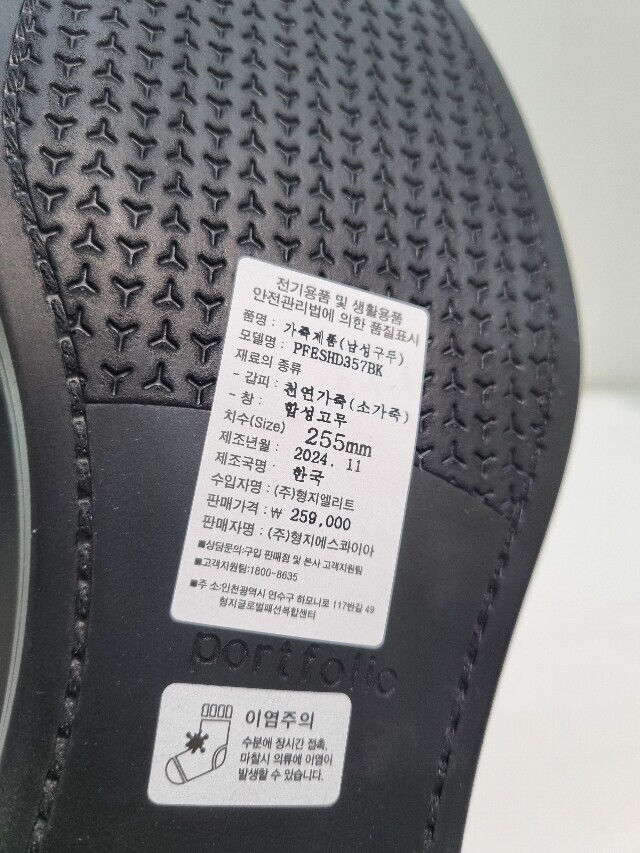 전기용품 및 생활용품
안전관리법에 의한 품질표시
품명 : 가죽제품(남성구두)
모델명 : PFESHD357BK
재료의 종류
- 갑피 : 천연가죽(소가죽)
- 창 : 합성고무
치수(Size) 255mm
제조년월 : 2024. 11
제조국명 : 한국
수입자명 : (주)형지엘리트
판매가격 : ₩ 259,000
판매자명 : (주)형지에스콰이아
■상담문의:구입 판매점 및 본사 고객지원팀
■고객지원팀:1800-8635
■주 소:인천광역시 연수구 하모니로 117번길 49
형지글로벌패션복합센터
portfolio
이염주의
수분에 장시간 접촉,
마찰시 의류에 이염이
발생할 수 있습니다.